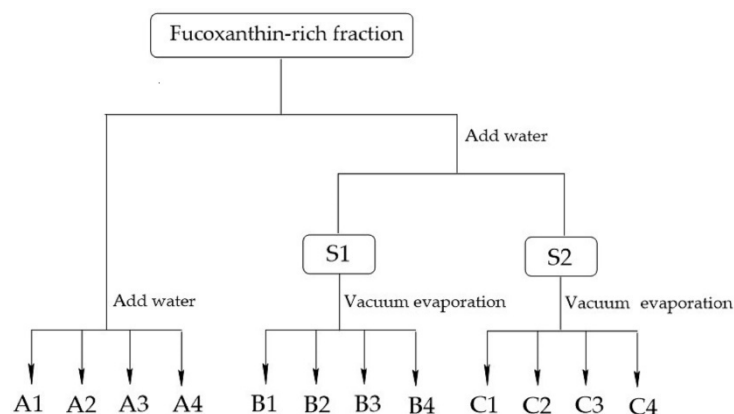 Fucoxanthin-rich fraction
Add water
S1
S2
Add water
Vacuum evaporation
Vacuum evaporation
A1 A2 A3 A4 B1 B2 B3 B4 C1 C2 C3 C4